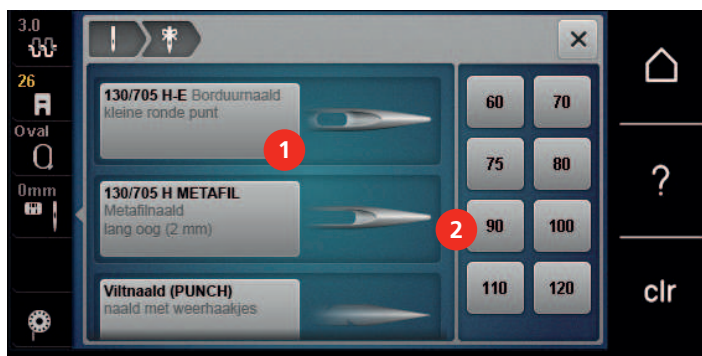 3.0
26
Oval
0mm
130/705 H-E Borduurnaald
kleine ronde punt
1
130/705 H METAFIL
Metafilnaald
lang oog (2 mm)
2
Viltnaald (PUNCH)
naald met weerhaakjes
60 70
75 80
90 100
110 120
?
clr